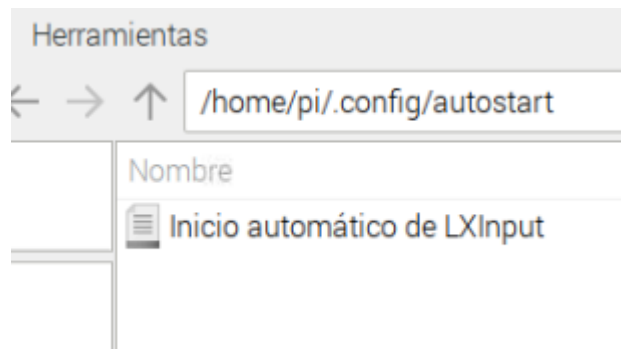 Herramientas
/home/pi/.config/autostart
Nombre
Inicio automático de LXInput